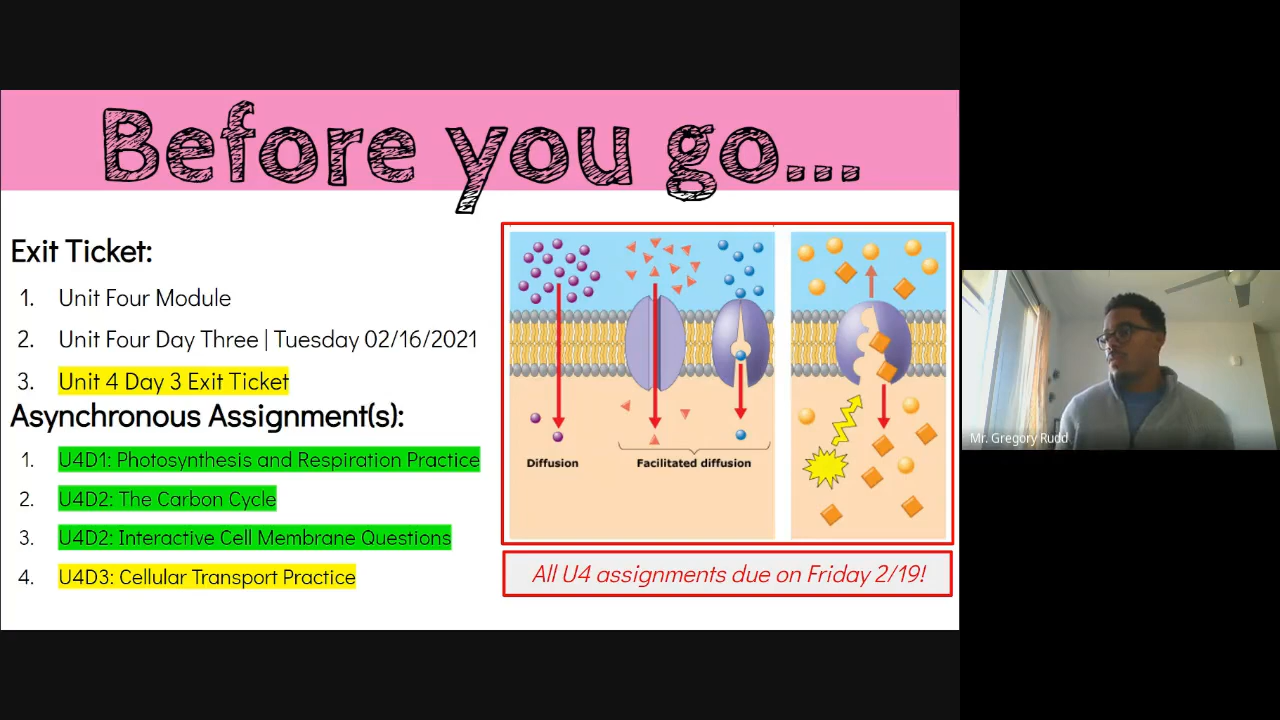 Before you go...
Exit Ticket:
1. Unit Four Module
2. Unit Four Day Three | Tuesday 02/16/2021
3. Unit 4 Day 3 Exit Ticket
Asynchronous Assignment(s):
1. U4D1: Photosynthesis and Respiration Practice
2. U4D2: The Carbon Cycle
3. U4D2: Interactive Cell Membrane Questions
4. U4D3: Cellular Transport Practice
Diffusion
Facilitated diffusion
All U4 assignments due on Friday 2/19!
Mr. Gregory Rudd